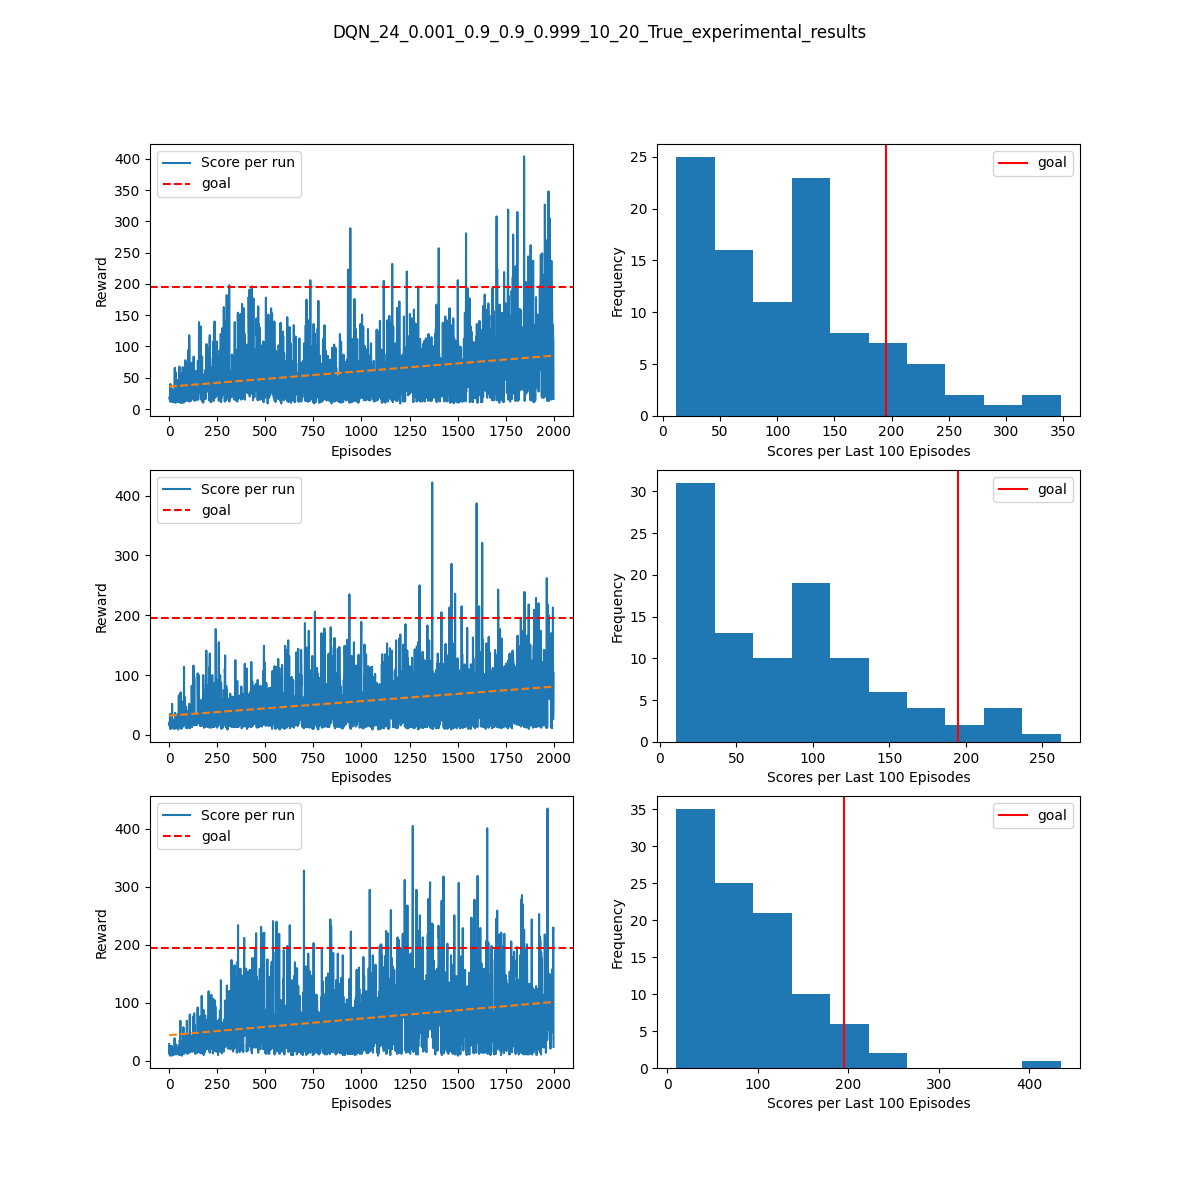 DQN_24_0.001_0.9_0.9_0.999_10_20_True_experimental_results
Score per run
goal
Reward
400
350
300
250
200
150
100
50
0
0 250 500 750 1000 1250 1500 1750 2000
Episodes
goal
Frequency
25
20
15
10
5
0
0 50 100 150 200 250 300 350
Scores per Last 100 Episodes
Score per run
goal
Reward
400
300
200
100
0
0 250 500 750 1000 1250 1500 1750 2000
Episodes
goal
Frequency
30
25
20
15
10
5
0
0 50 100 150 200 250
Scores per Last 100 Episodes
Score per run
goal
Reward
400
300
200
100
0
0 250 500 750 1000 1250 1500 1750 2000
Episodes
goal
Frequency
35
30
25
20
15
10
5
0
0 100 200 300 400
Scores per Last 100 Episodes